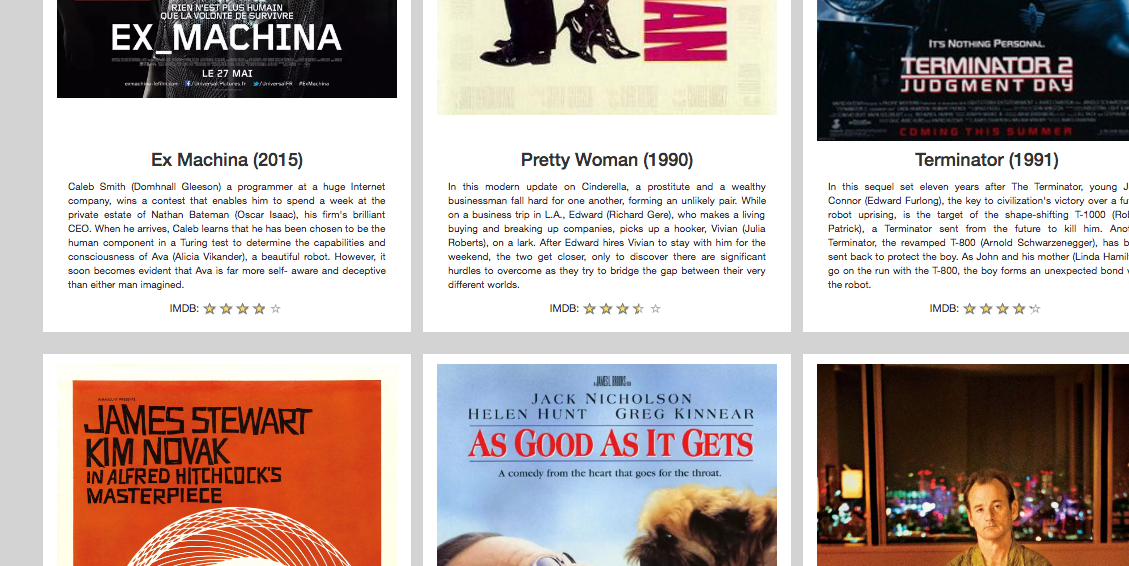 RIEN N'EST PLUS HUMAIN
QUE LA VOLONTÉ DE SURVIVRE
EX_MACHINA
LE 27 MAI
exmachina-lefilm.com /Universal.Pictures.fr /UniversalFR #ExMachina
AN
IT'S NOTHING PERSONAL.
TERMINATOR 2
JUDGMENT DAY
COMING THIS SUMMER
Ex Machina (2015)
Caleb Smith (Domhnall Gleeson) a programmer at a huge Internet
company, wins a contest that enables him to spend a week at the
private estate of Nathan Bateman (Oscar Isaac), his firm's brilliant
CEO. When he arrives, Caleb learns that he has been chosen to be the
human component in a Turing test to determine the capabilities and
consciousness of Ava (Alicia Vikander), a beautiful robot. However, it
soon becomes evident that Ava is far more self- aware and deceptive
than either man imagined.
IMDB:
Pretty Woman (1990)
In this modern update on Cinderella, a prostitute and a wealthy
businessman fall hard for one another, forming an unlikely pair. While
on a business trip in L.A., Edward (Richard Gere), who makes a living
buying and breaking up companies, picks up a hooker, Vivian (Julia
Roberts), on a lark. After Edward hires Vivian to stay with him for the
weekend, the two get closer, only to discover there are significant
hurdles to overcome as they try to bridge the gap between their very
different worlds.
IMDB:
Terminator (1991)
In this sequel set eleven years after The Terminator, young J
Connor (Edward Furlong), the key to civilization's victory over a fu
robot uprising, is the target of the shape-shifting T-1000 (Rob
Patrick), a Terminator sent from the future to kill him. Anot
Terminator, the revamped T-800 (Arnold Schwarzenegger), has b
sent back to protect the boy. As John and his mother (Linda Hamil
go on the run with the T-800, the boy forms an unexpected bond w
the robot.
IMDB:
JAMES STEWART
KIM NOVAK
IN ALFRED HITCHCOCK'S
MASTERPIECE
JACK NICHOLSON
HELEN HUNT GREG KINNEAR
AS GOOD AS IT GETS
A comedy from the heart that goes for the throat.